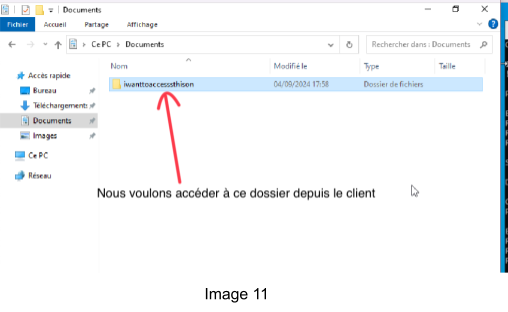 Documents
Fichier Accueil Partage Affichage
Ce PC > Documents
Rechercher dans : Documents
Nom Modifié le Type Taille
iwanttoaccesssthison 04/09/2024 17:58 Dossier de fichiers
Accès rapide
Bureau
Téléchargements
Documents
Images
Ce PC
Réseau
Nous voulons accéder à ce dossier depuis le client
Image 11